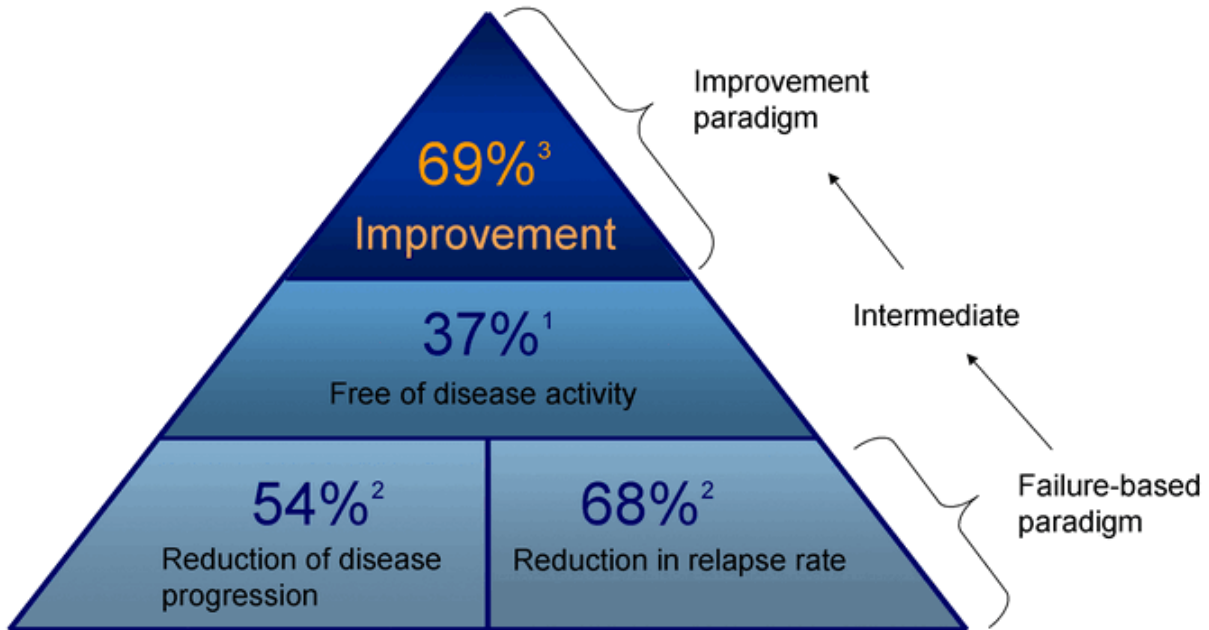 69%3
Improvement
37%1
Free of disease activity
54%2
Reduction of disease
progression
68%2
Reduction in relapse rate
Improvement
paradigm
Intermediate
Failure-based
paradigm